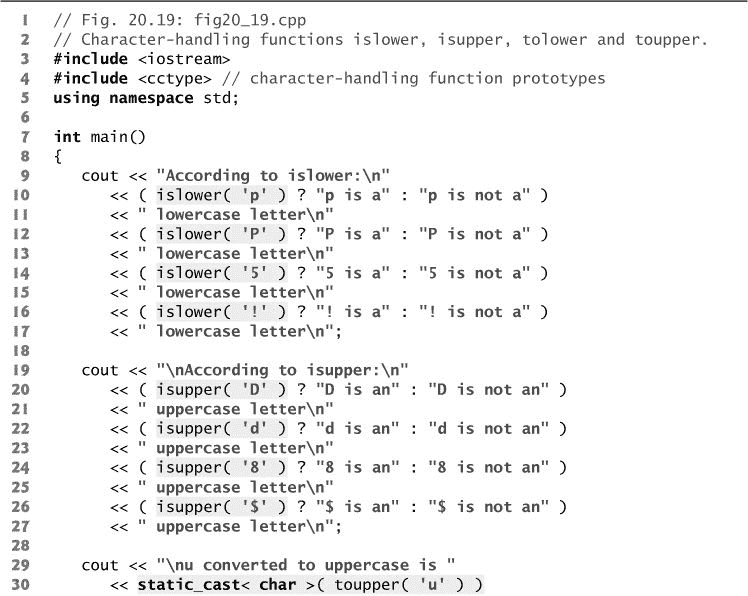 1 // Fig. 20.19: fig20_19.cpp
2 // Character-handling functions islower, isupper, tolower and toupper.
3 #include <iostream>
4 #include <cctype> // character-handling function prototypes
5 using namespace std;
6
7 int main()
8 {
9 cout << "According to islower:\n"
10 << ( islower( 'p' ) ? "p is a" : "p is not a" )
11 << " lowercase letter\n"
12 << ( islower( 'P' ) ? "P is a" : "P is not a" )
13 << " lowercase letter\n"
14 << ( islower( '5' ) ? "5 is a" : "5 is not a" )
15 << " lowercase letter\n"
16 << ( islower( '!' ) ? "! is a" : "! is not a" )
17 << " lowercase letter\n";
18
19 cout << "\nAccording to isupper:\n"
20 << ( isupper( 'D' ) ? "D is an" : "D is not an" )
21 << " uppercase letter\n"
22 << ( isupper( 'd' ) ? "d is an" : "d is not an" )
23 << " uppercase letter\n"
24 << ( isupper( '8' ) ? "8 is an" : "8 is not an" )
25 << " uppercase letter\n"
26 << ( isupper( '$' ) ? "$ is an" : "$ is not an" )
27 << " uppercase letter\n";
28
29 cout << "\nu converted to uppercase is "
30 << static_cast< char >( toupper( 'u' ) )